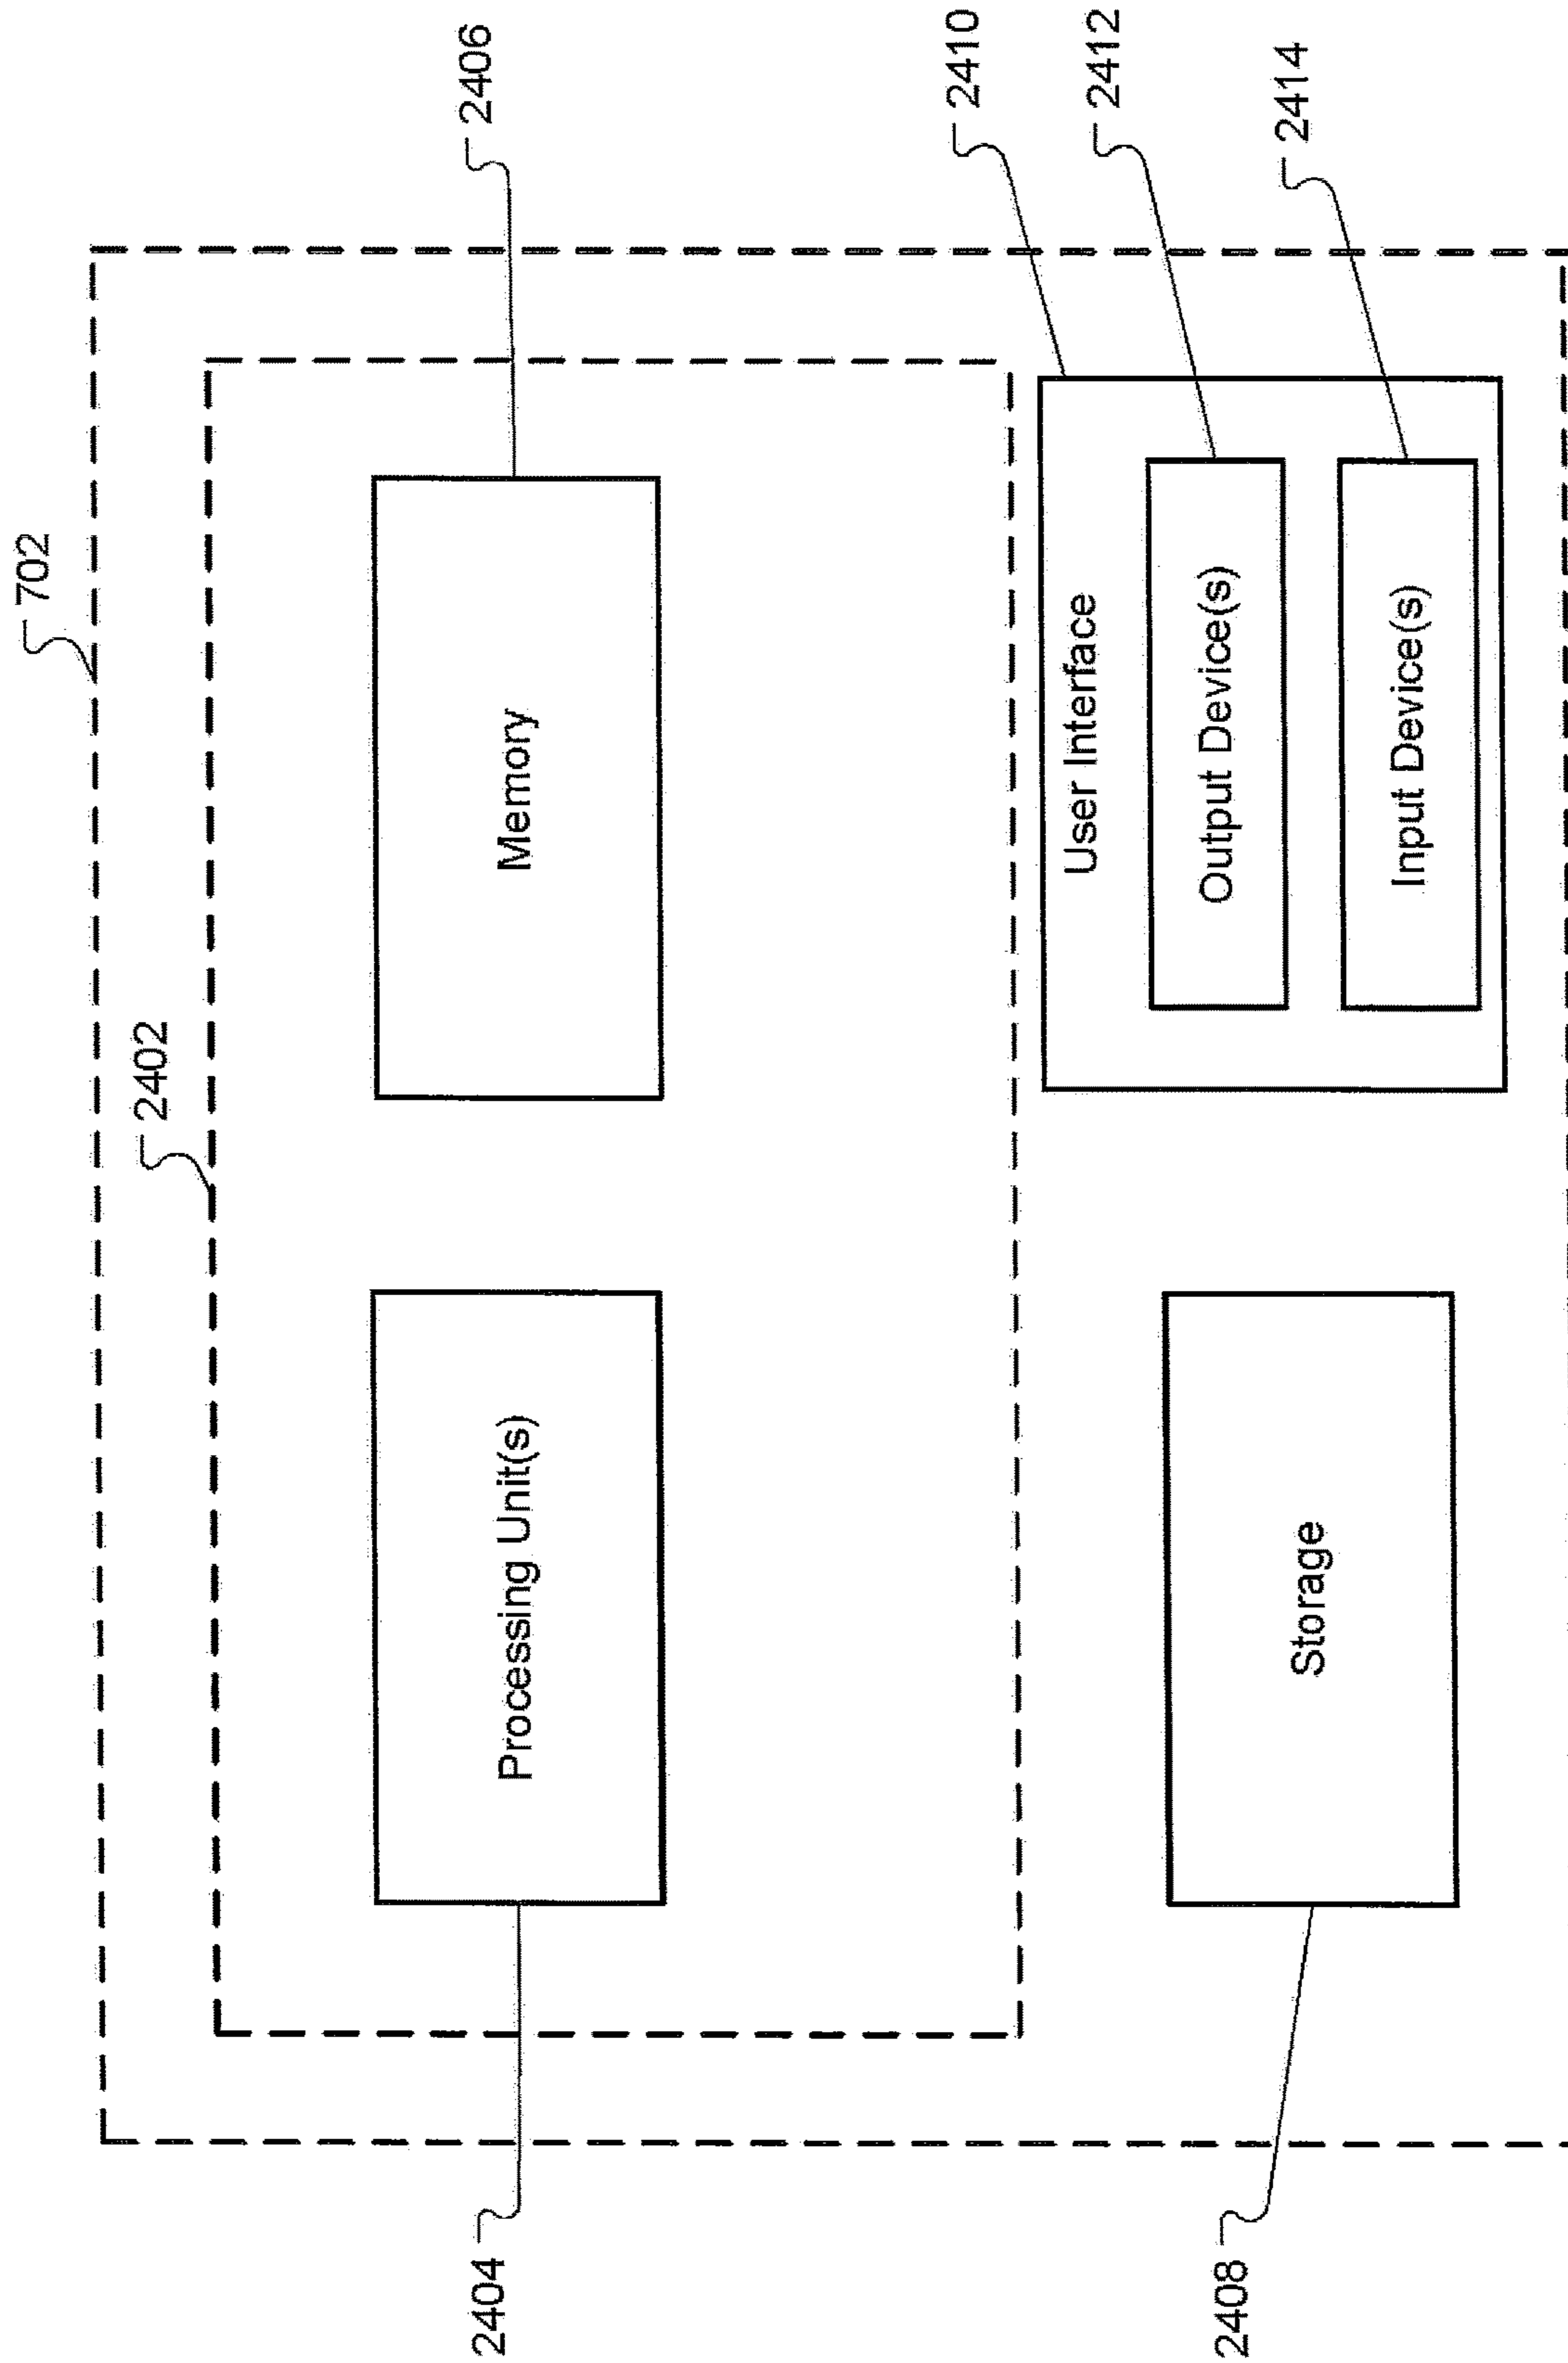 702
2402
2404
Processing Unit(s)
Memory
2406
2410
User Interface
2412
Output Device(s)
2414
Input Device(s)
2408
Storage